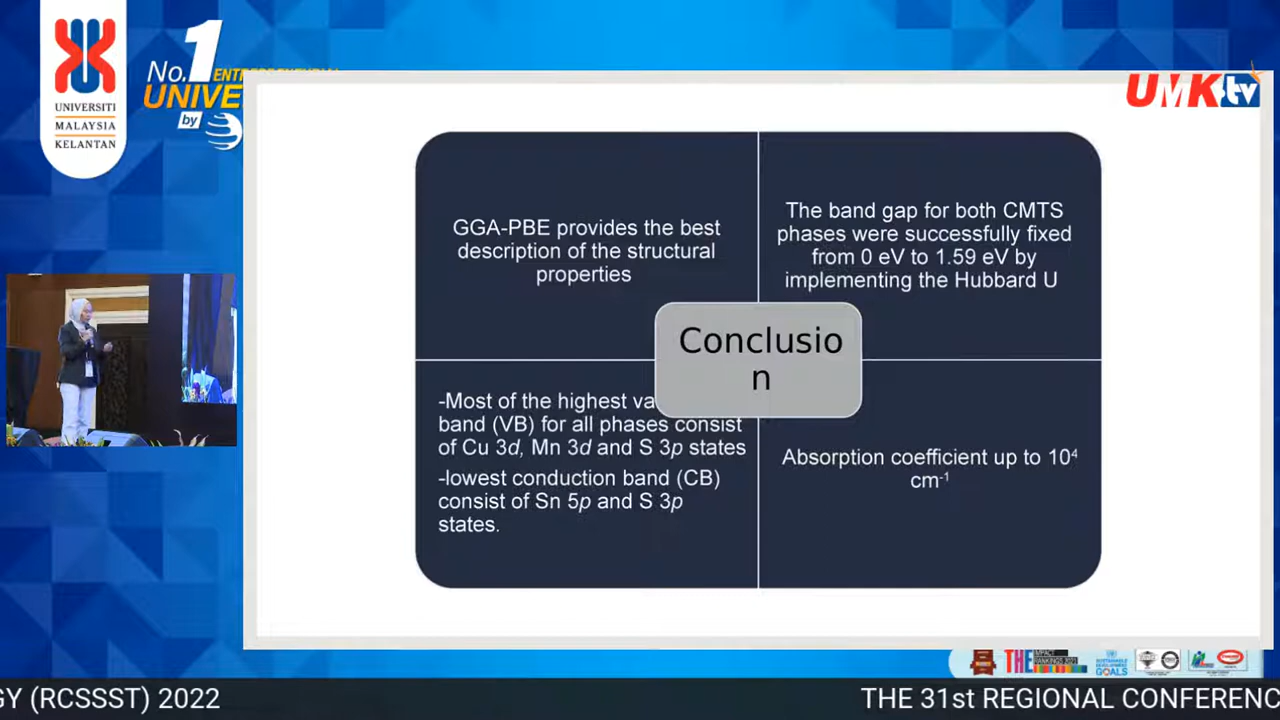 UNIVERSITI
MALAYSIA
KELANTAN
No.1
UNIVE
by
UMKtv
GGA-PBE provides the best
description of the structural
properties
The band gap for both CMTS
phases were successfully fixed
from 0 eV to 1.59 eV by
implementing the Hubbard U
Conclusio
n
-Most of the highest va
band (VB) for all phases consist
of Cu 3d, Mn 3d and S 3p states
-lowest conduction band (CB)
consist of Sn 5p and S 3p
states.
Absorption coefficient up to 10⁴
cm⁻¹
THE IMPACT RANKINGS
SUSTAINABLE
DEVELOPMENT
GOALS
GY (RCSSST) 2022
THE 31st REGIONAL CONFERENC